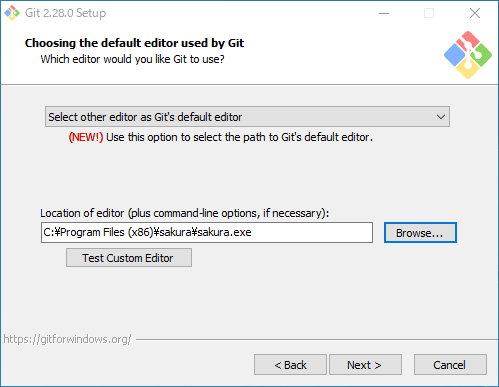 Git 2.28.0 Setup
Choosing the default editor used by Git
Which editor would you like Git to use?
Select other editor as Git's default editor
(NEW!) Use this option to select the path to Git's default editor.
Location of editor (plus command-line options, if necessary):
C:¥Program Files (x86)¥sakura¥sakura.exe
Browse...
Test Custom Editor
https://gitforwindows.org/
< Back
Next >
Cancel